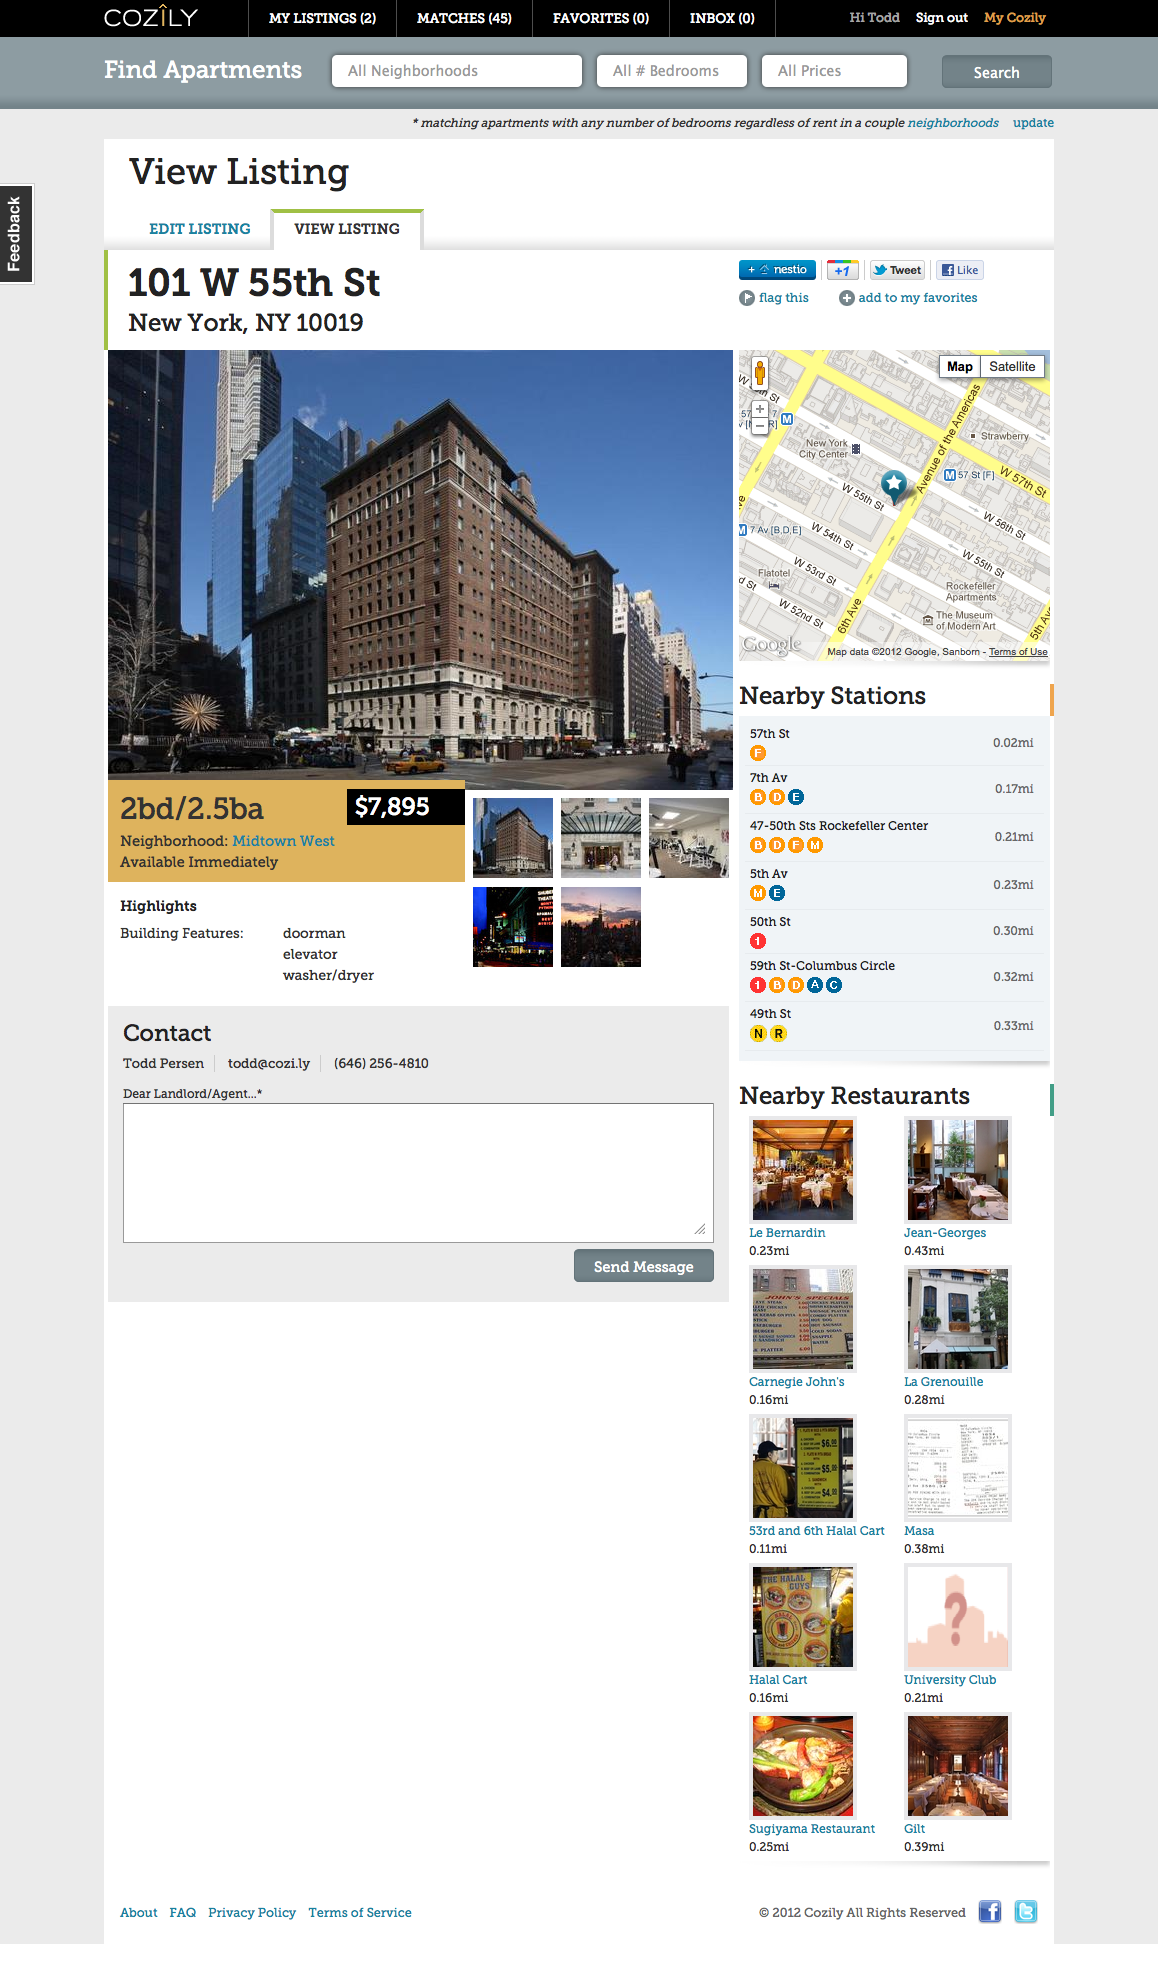 COZILY
MY LISTINGS (2)
MATCHES (45)
FAVORITES (0)
INBOX (0)
Hi Todd
Sign out
My Cozily
Find Apartments
All Neighborhoods
All # Bedrooms
All Prices
Search
* matching apartments with any number of bedrooms regardless of rent in a couple neighborhoods
update
Feedback
View Listing
EDIT LISTING
VIEW LISTING
101 W 55th St
New York, NY 10019
+ nestio
+1
Tweet
Like
flag this
add to my favorites
Map
Satellite
New York
City Center
Strawberry
Avenue of the Americas
57 St [F]
W 57th St
W 55th St
W 56th St
W 54th St
7 Av [B,D,E]
W 55th St
W 53rd St
Flatotel
Rockefeller
Apartments
W 52nd St
The Museum
of Modern Art
6th Ave
5th Ave
Google
Map data ©2012 Google, Sanborn - Terms of Use
2bd/2.5ba
$7,895
Neighborhood: Midtown West
Available Immediately
Highlights
Building Features:
doorman
elevator
washer/dryer
Contact
Todd Persen
todd@cozi.ly
(646) 256-4810
Dear Landlord/Agent...*
Send Message
Nearby Stations
57th St
0.02mi
F
7th Av
0.17mi
B D E
47-50th Sts Rockefeller Center
0.21mi
B D F M
5th Av
0.23mi
M E
50th St
0.30mi
1
59th St-Columbus Circle
0.32mi
1 B D A C
49th St
0.33mi
N R
Nearby Restaurants
Le Bernardin
0.23mi
Jean-Georges
0.43mi
JOHN'S SPECIALS
Carnegie John's
0.16mi
La Grenouille
0.28mi
$6.00
$5.00
$4.00
53rd and 6th Halal Cart
0.11mi
Masa
0.38mi
THE HALAL
GUYS
Halal Cart
0.16mi
?
University Club
0.21mi
Sugiyama Restaurant
0.25mi
Gilt
0.39mi
About
FAQ
Privacy Policy
Terms of Service
© 2012 Cozily All Rights Reserved